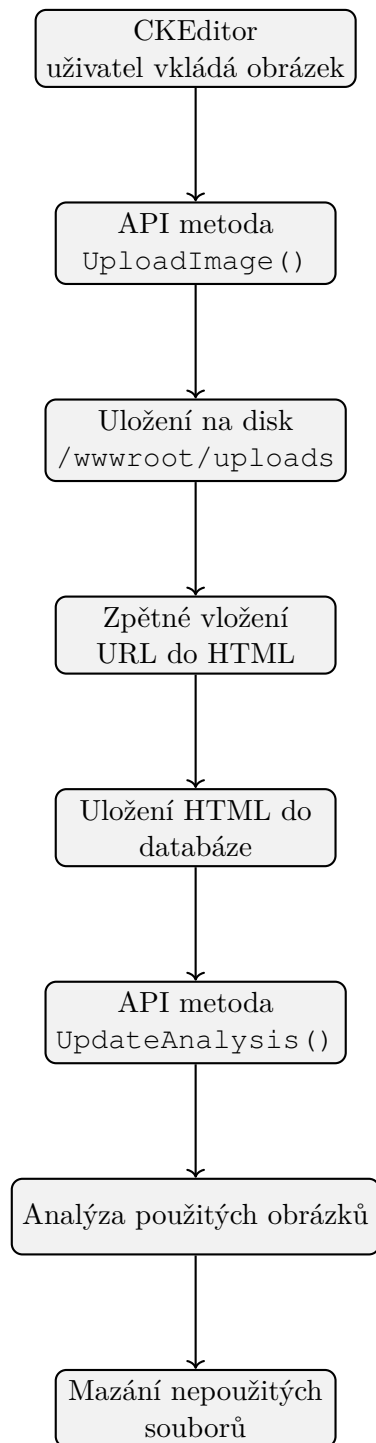 CKEditor
uživatel vkládá obrázek
API metoda
UploadImage()
Uložení na disk
/wwwroot/uploads
Zpětné vložení
URL do HTML
Uložení HTML do
databáze
API metoda
UpdateAnalysis()
Analýza použitých obrázků
Mazání nepoužitých
souborů